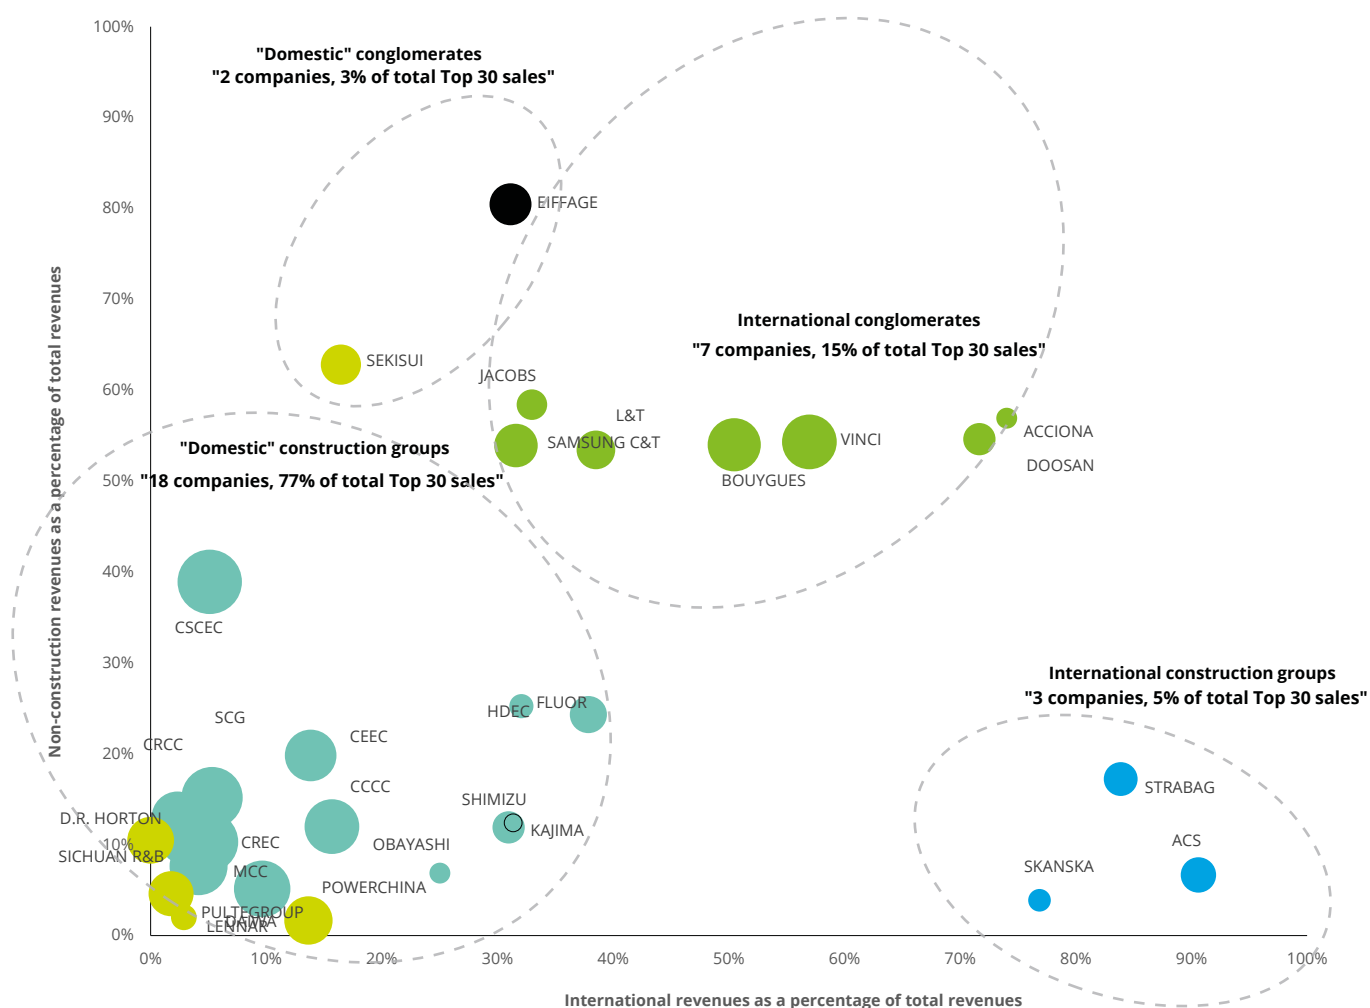 100%
"Domestic" conglomerates
"2 companies, 3% of total Top 30 sales"
90%
80%
EIFFAGE
70%
International conglomerates
"7 companies, 15% of total Top 30 sales"
SEKISUI
JACOBS
60%
L&T
SAMSUNG C&T
VINCI
ACCIONA
DOOSAN
BOUYGUES
"Domestic" construction groups
"18 companies, 77% of total Top 30 sales"
50%
40%
CSCEC
30%
International construction groups
"3 companies, 5% of total Top 30 sales"
HDEC
FLUOR
SCG
CRCC
CEEC
20%
CCCC
STRABAG
SHIMIZU
D.R. HORTON
KAJIMA
10%
CREC
OBAYASHI
ACS
SICHUAN R&B
MCC
SKANSKA
POWERCHINA
PULTEGROUP
DAIWA
LENNAR
0%
0%
10%
20%
30%
40%
50%
60%
70%
80%
90%
100%
Non-construction revenues as a percentage of total revenues
International revenues as a percentage of total revenues